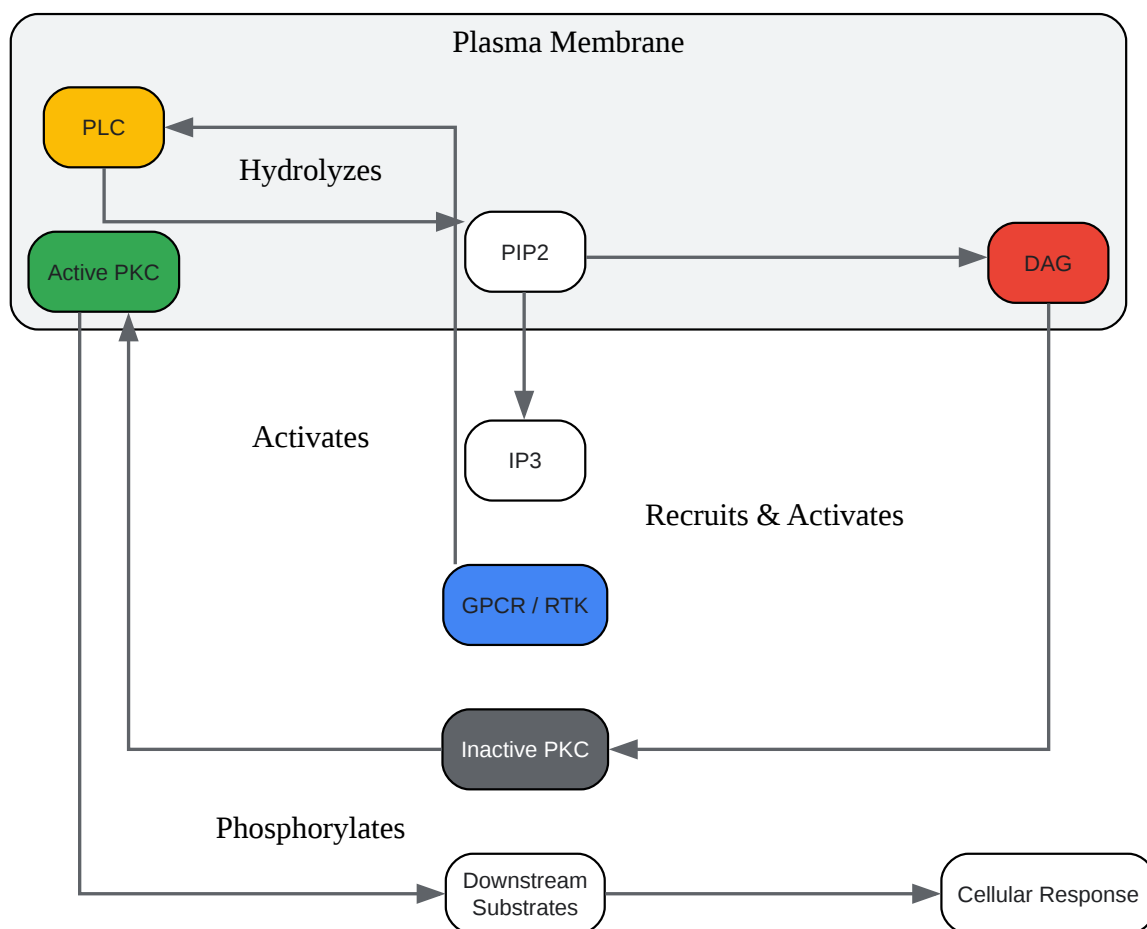 Plasma Membrane
PLC
Hydrolyzes
PIP2
Active PKC
DAG
Activates
IP3
Recruits & Activates
GPCR / RTK
Inactive PKC
Phosphorylates
Downstream
Substrates
Cellular Response